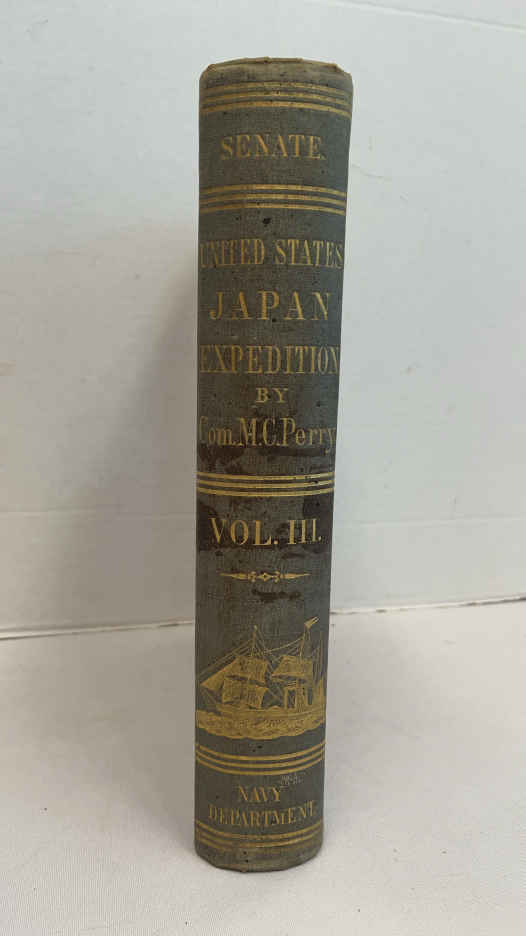 SENATE.
UNITED STATES
JAPAN
EXPEDITION
BY
Com. M.C. Perry
VOL. III.
NAVY
DEPARTMENT.